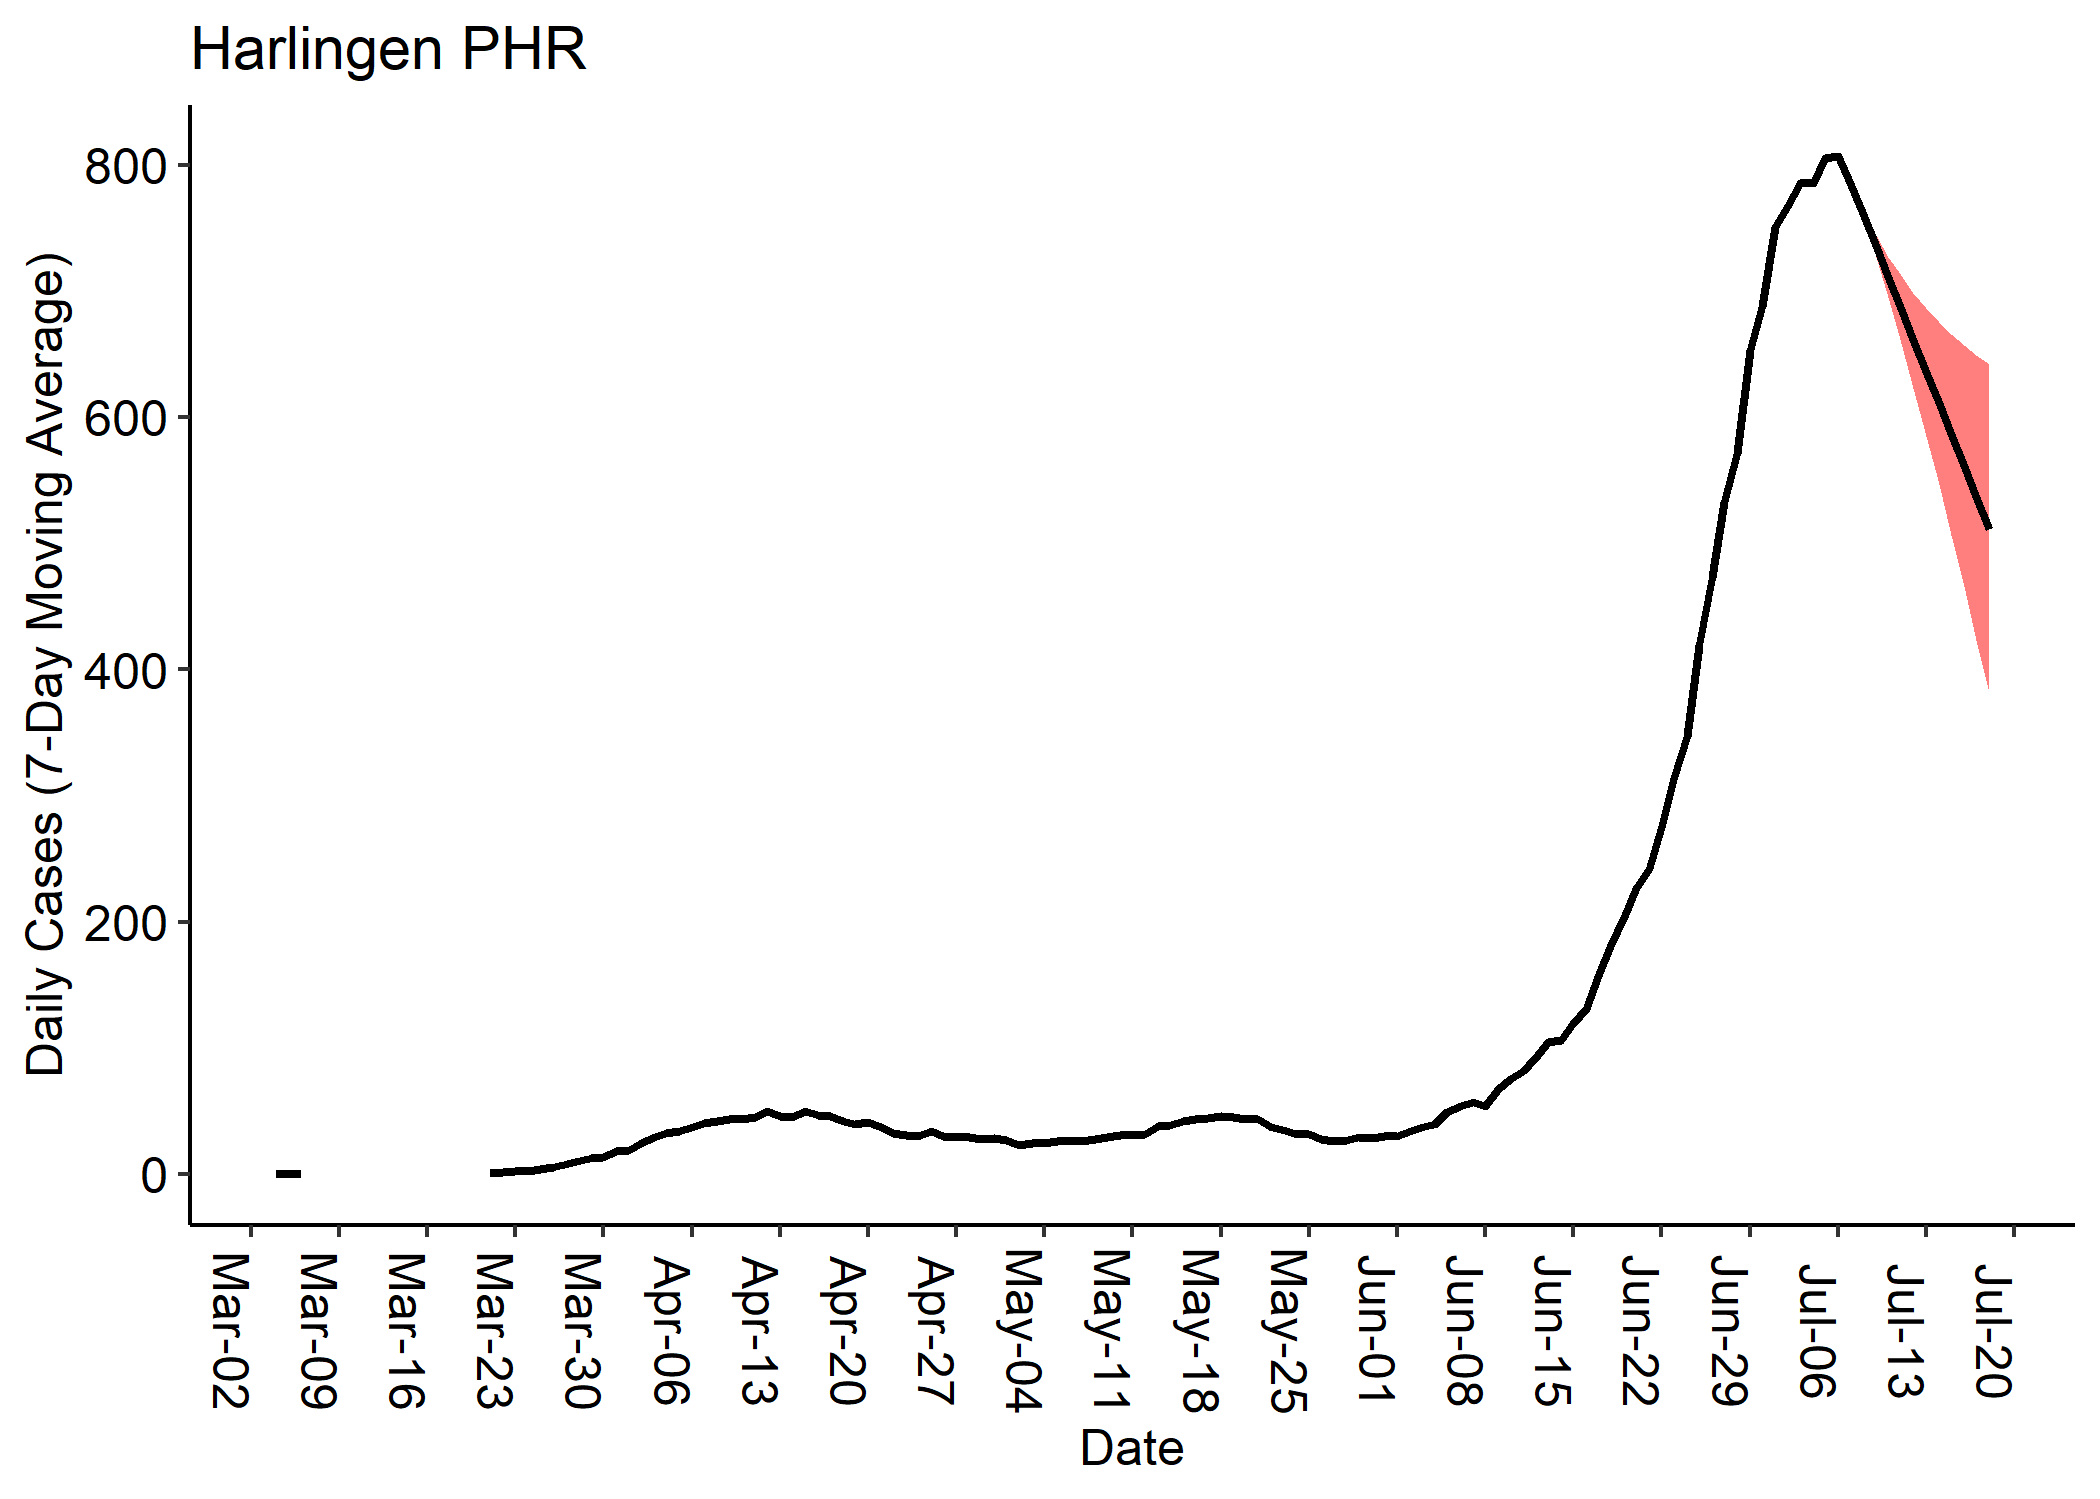 Harlingen PHR
Daily Cases (7-Day Moving Average)
800
600
400
200
0
Mar-02
Mar-09
Mar-16
Mar-23
Mar-30
Apr-06
Apr-13
Apr-20
Apr-27
May-04
May-11
May-18
May-25
Jun-01
Jun-08
Jun-15
Jun-22
Jun-29
Jul-06
Jul-13
Jul-20
Date